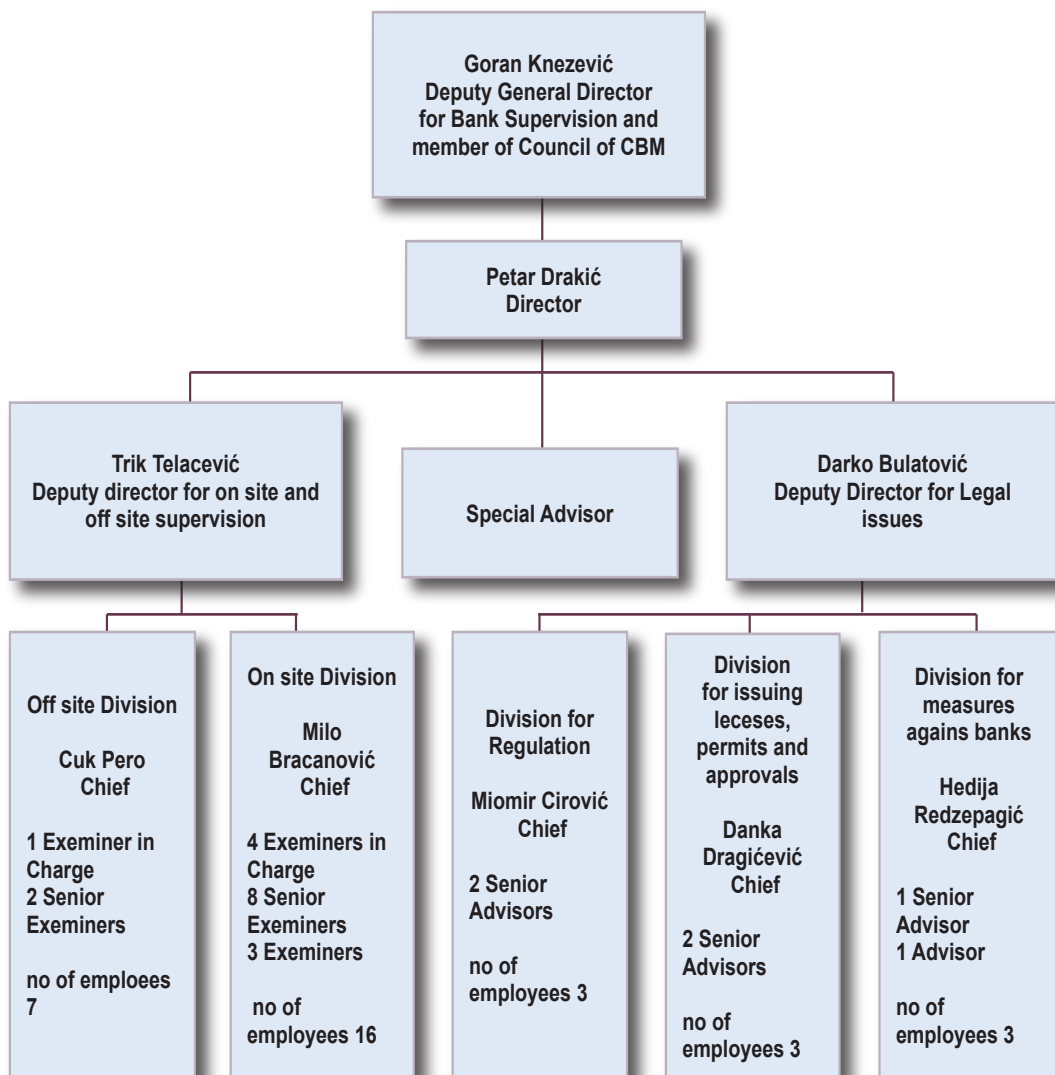 Goran Knezević
Deputy General Director
for Bank Supervision and
member of Council of CBM
Petar Drakić
Director
Trik Telacević
Deputy director for on site and
off site supervision
Special Advisor
Darko Bulatović
Deputy Director for Legal
issues
Off site Division
Cuk Pero
Chief
1 Exeminer in
Charge
2 Senior
Exeminers
no of emploees
7
On site Division
Milo
Bracanović
Chief
4 Exeminers in
Charge
8 Senior
Exeminers
3 Exeminers
no of
employees 16
Division for
Regulation
Miomir Cirović
Chief
2 Senior
Advisors
no of
employees 3
Division
for issuing
leceses,
permits and
approvals
Danka
Dragićević
Chief
2 Senior
Advisors
no of
employees 3
Division for
measures
agains banks
Hedija
Redzepagić
Chief
1 Senior
Advisor
1 Advisor
no of
employees 3